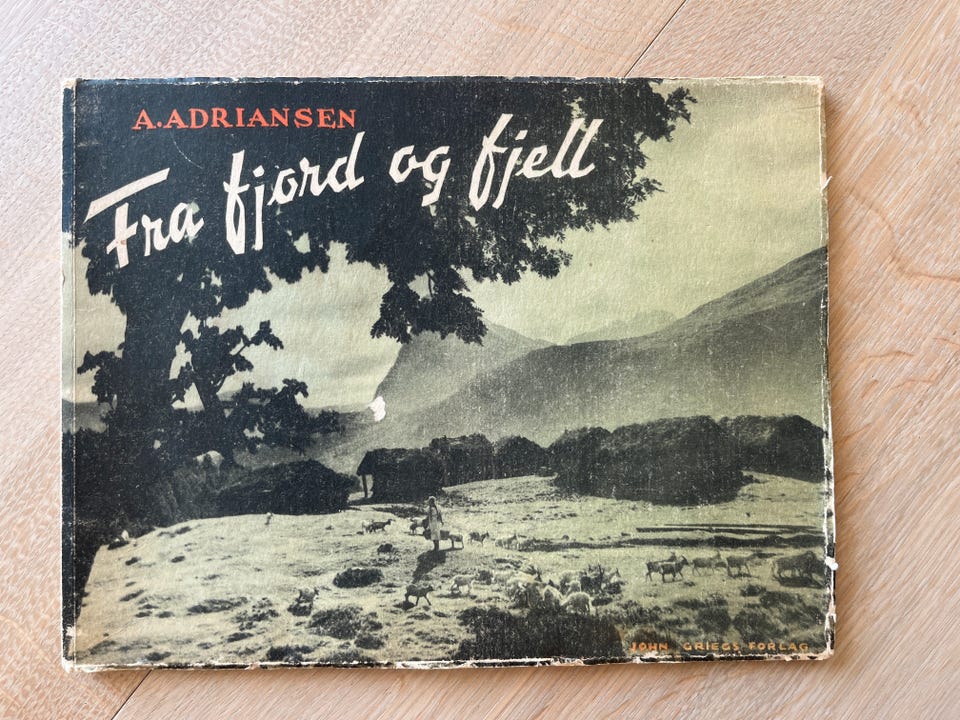 A. ADRIANSEN
Fra fjord og fjell
JOHN GRIEGS FORLAG